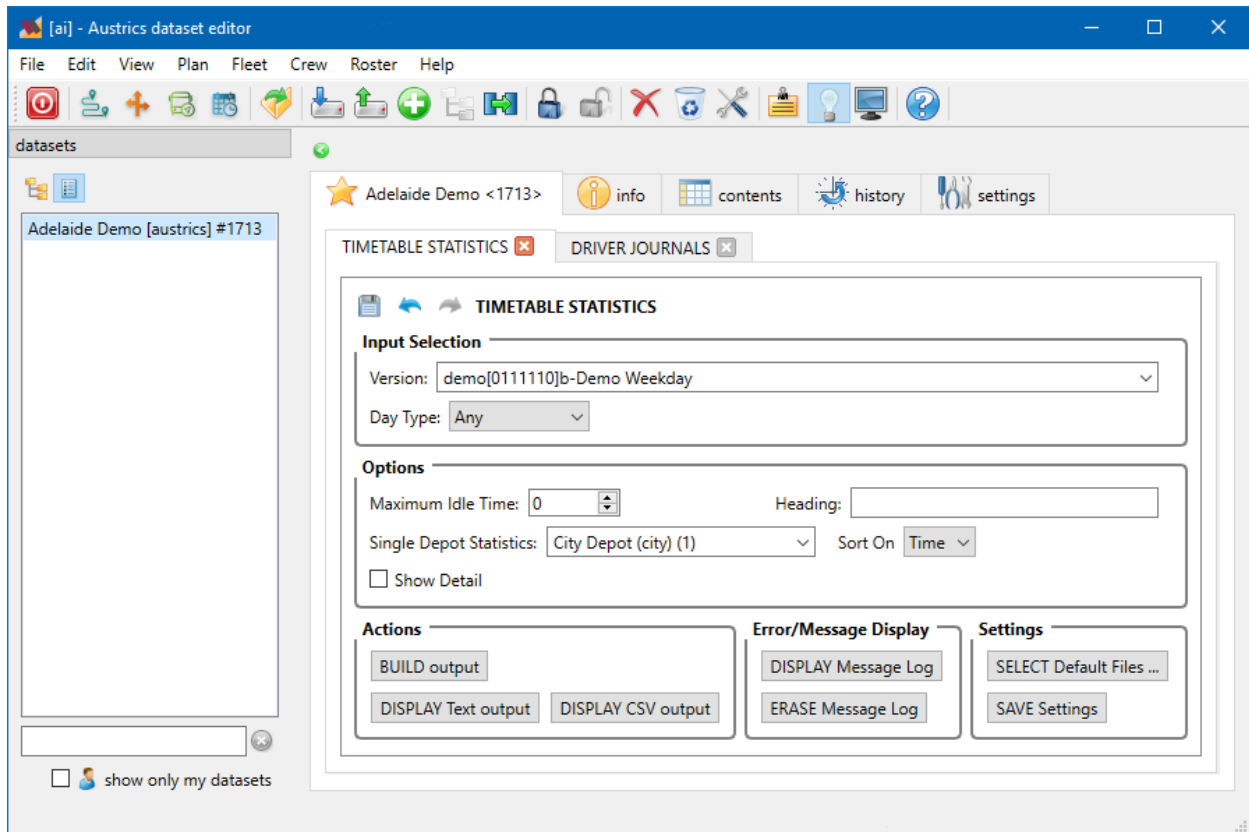 [ai] - Austrics dataset editor
File Edit View Plan Fleet Crew Roster Help
datasets
Adelaide Demo <1713> info contents history settings
Adelaide Demo [austrics] #1713
TIMETABLE STATISTICS DRIVER JOURNALS
TIMETABLE STATISTICS
Input Selection
Version: demo[0111110]b-Demo Weekday
Day Type: Any
Options
Maximum Idle Time: 0 Heading:
Single Depot Statistics: City Depot (city) (1) Sort On Time
Show Detail
Actions Error/Message Display Settings
BUILD output DISPLAY Message Log SELECT Default Files ...
DISPLAY Text output DISPLAY CSV output ERASE Message Log SAVE Settings
show only my datasets